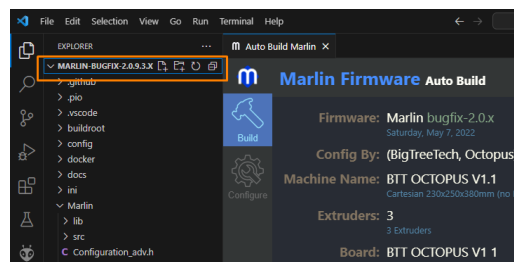 File Edit Selection View Go Run Terminal Help
EXPLORER ...
m Auto Build Marlin ×
MARLIN-BUGFIX-2.0.9.3.X
.github
.pio
.vscode
buildroot
config
docker
docs
ini
Marlin
lib
src
C Configuration_adv.h
m Marlin Firmware Auto Build
Build
Configure
Firmware: Marlin bugfix-2.0.x
Saturday, May 7, 2022
Config By: (BigTreeTech, Octopus
Machine Name: BTT OCTOPUS V1.1
Cartesian 230x250x380mm (no
Extruders: 3
3 Extruders
Board: BTT OCTOPUS V1 1